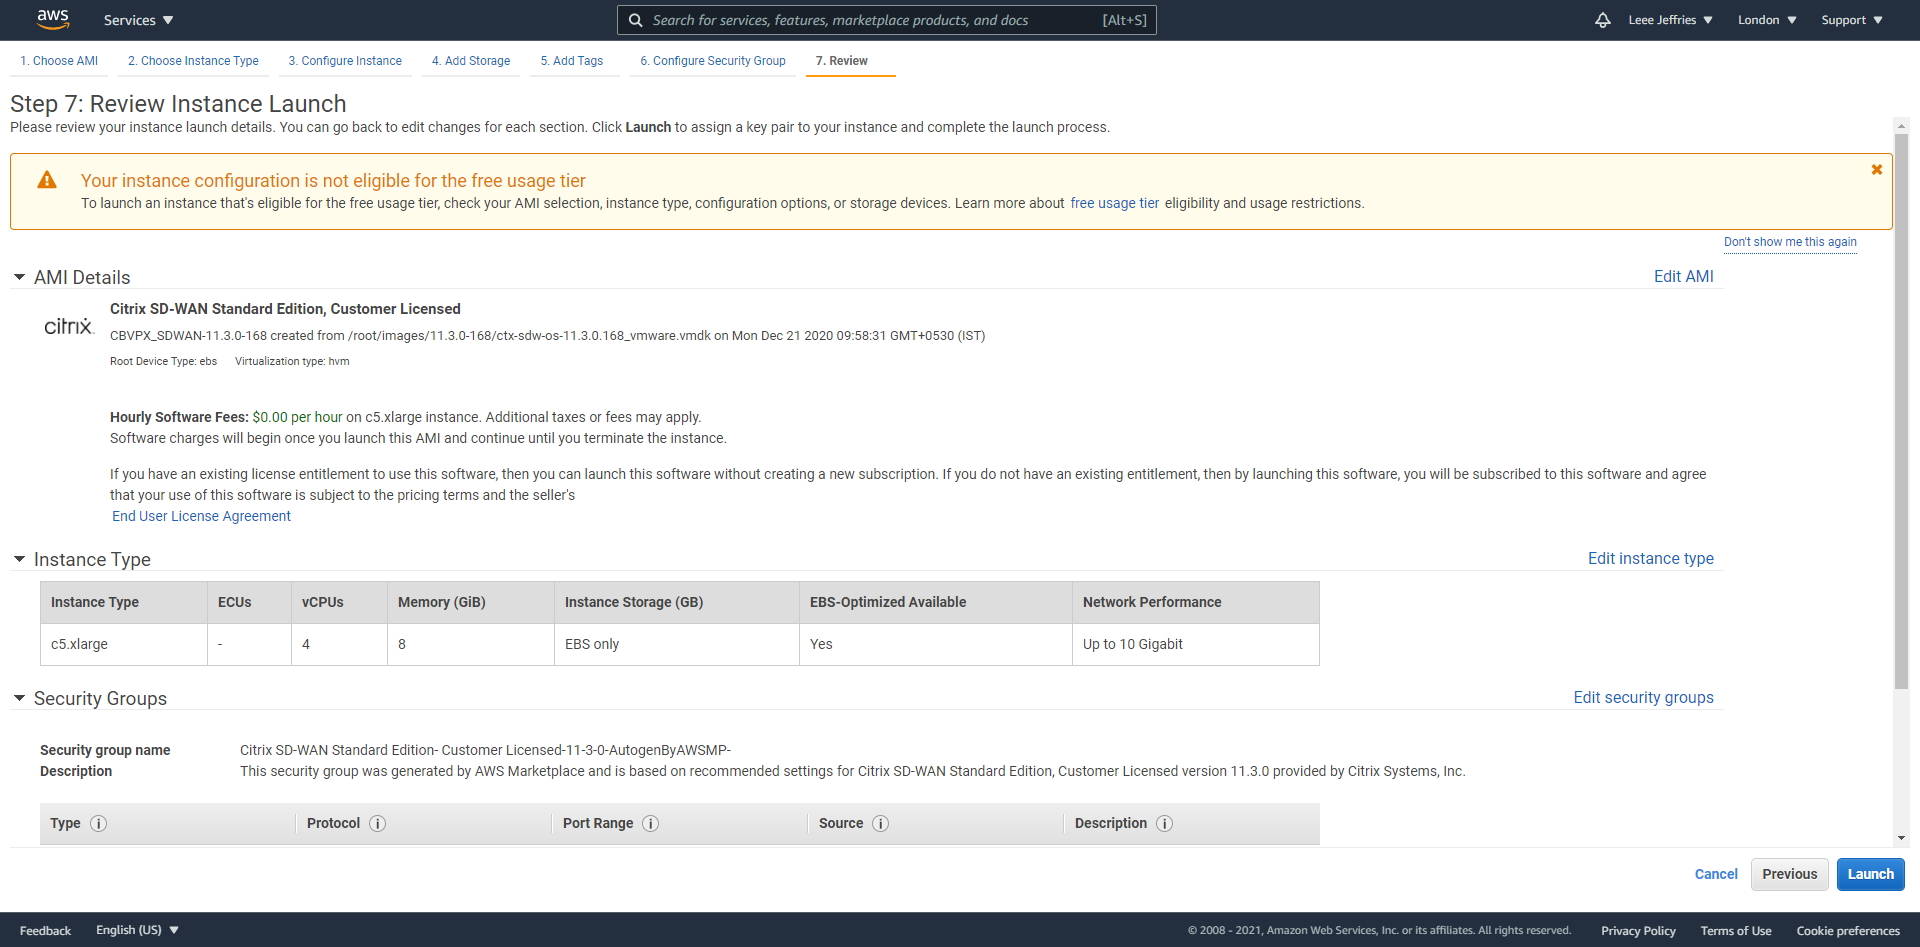 aws
Services
Search for services, features, marketplace products, and docs
[Alt+S]
Leee Jeffries
London
Support
1. Choose AMI
2. Choose Instance Type
3. Configure Instance
4. Add Storage
5. Add Tags
6. Configure Security Group
7. Review
Step 7: Review Instance Launch
Please review your instance launch details. You can go back to edit changes for each section. Click Launch to assign a key pair to your instance and complete the launch process.
Your instance configuration is not eligible for the free usage tier
To launch an instance that's eligible for the free usage tier, check your AMI selection, instance type, configuration options, or storage devices. Learn more about free usage tier eligibility and usage restrictions.
Don't show me this again
AMI Details
Edit AMI
citrix
Citrix SD-WAN Standard Edition, Customer Licensed
CBVPX_SDWAN-11.3.0-168 created from /root/images/11.3.0-168/ctx-sdw-os-11.3.0.168_vmware.vmdk on Mon Dec 21 2020 09:58:31 GMT+0530 (IST)
Root Device Type: ebs Virtualization type: hvm
Hourly Software Fees: $0.00 per hour on c5.xlarge instance. Additional taxes or fees may apply.
Software charges will begin once you launch this AMI and continue until you terminate the instance.
If you have an existing license entitlement to use this software, then you can launch this software without creating a new subscription. If you do not have an existing entitlement, then by launching this software, you will be subscribed to this software and agree
that your use of this software is subject to the pricing terms and the seller's
End User License Agreement
Instance Type
Edit instance type
Instance Type ECUs vCPUs Memory (GiB) Instance Storage (GB) EBS-Optimized Available Network Performance
c5.xlarge - 4 8 EBS only Yes Up to 10 Gigabit
Security Groups
Edit security groups
Security group name Citrix SD-WAN Standard Edition- Customer Licensed-11-3-0-AutogenByAWSMP-
Description This security group was generated by AWS Marketplace and is based on recommended settings for Citrix SD-WAN Standard Edition, Customer Licensed version 11.3.0 provided by Citrix Systems, Inc.
Type Protocol Port Range Source Description
Cancel
Previous
Launch
Feedback
English (US)
© 2008 - 2021, Amazon Web Services, Inc. or its affiliates. All rights reserved.
Privacy Policy
Terms of Use
Cookie preferences